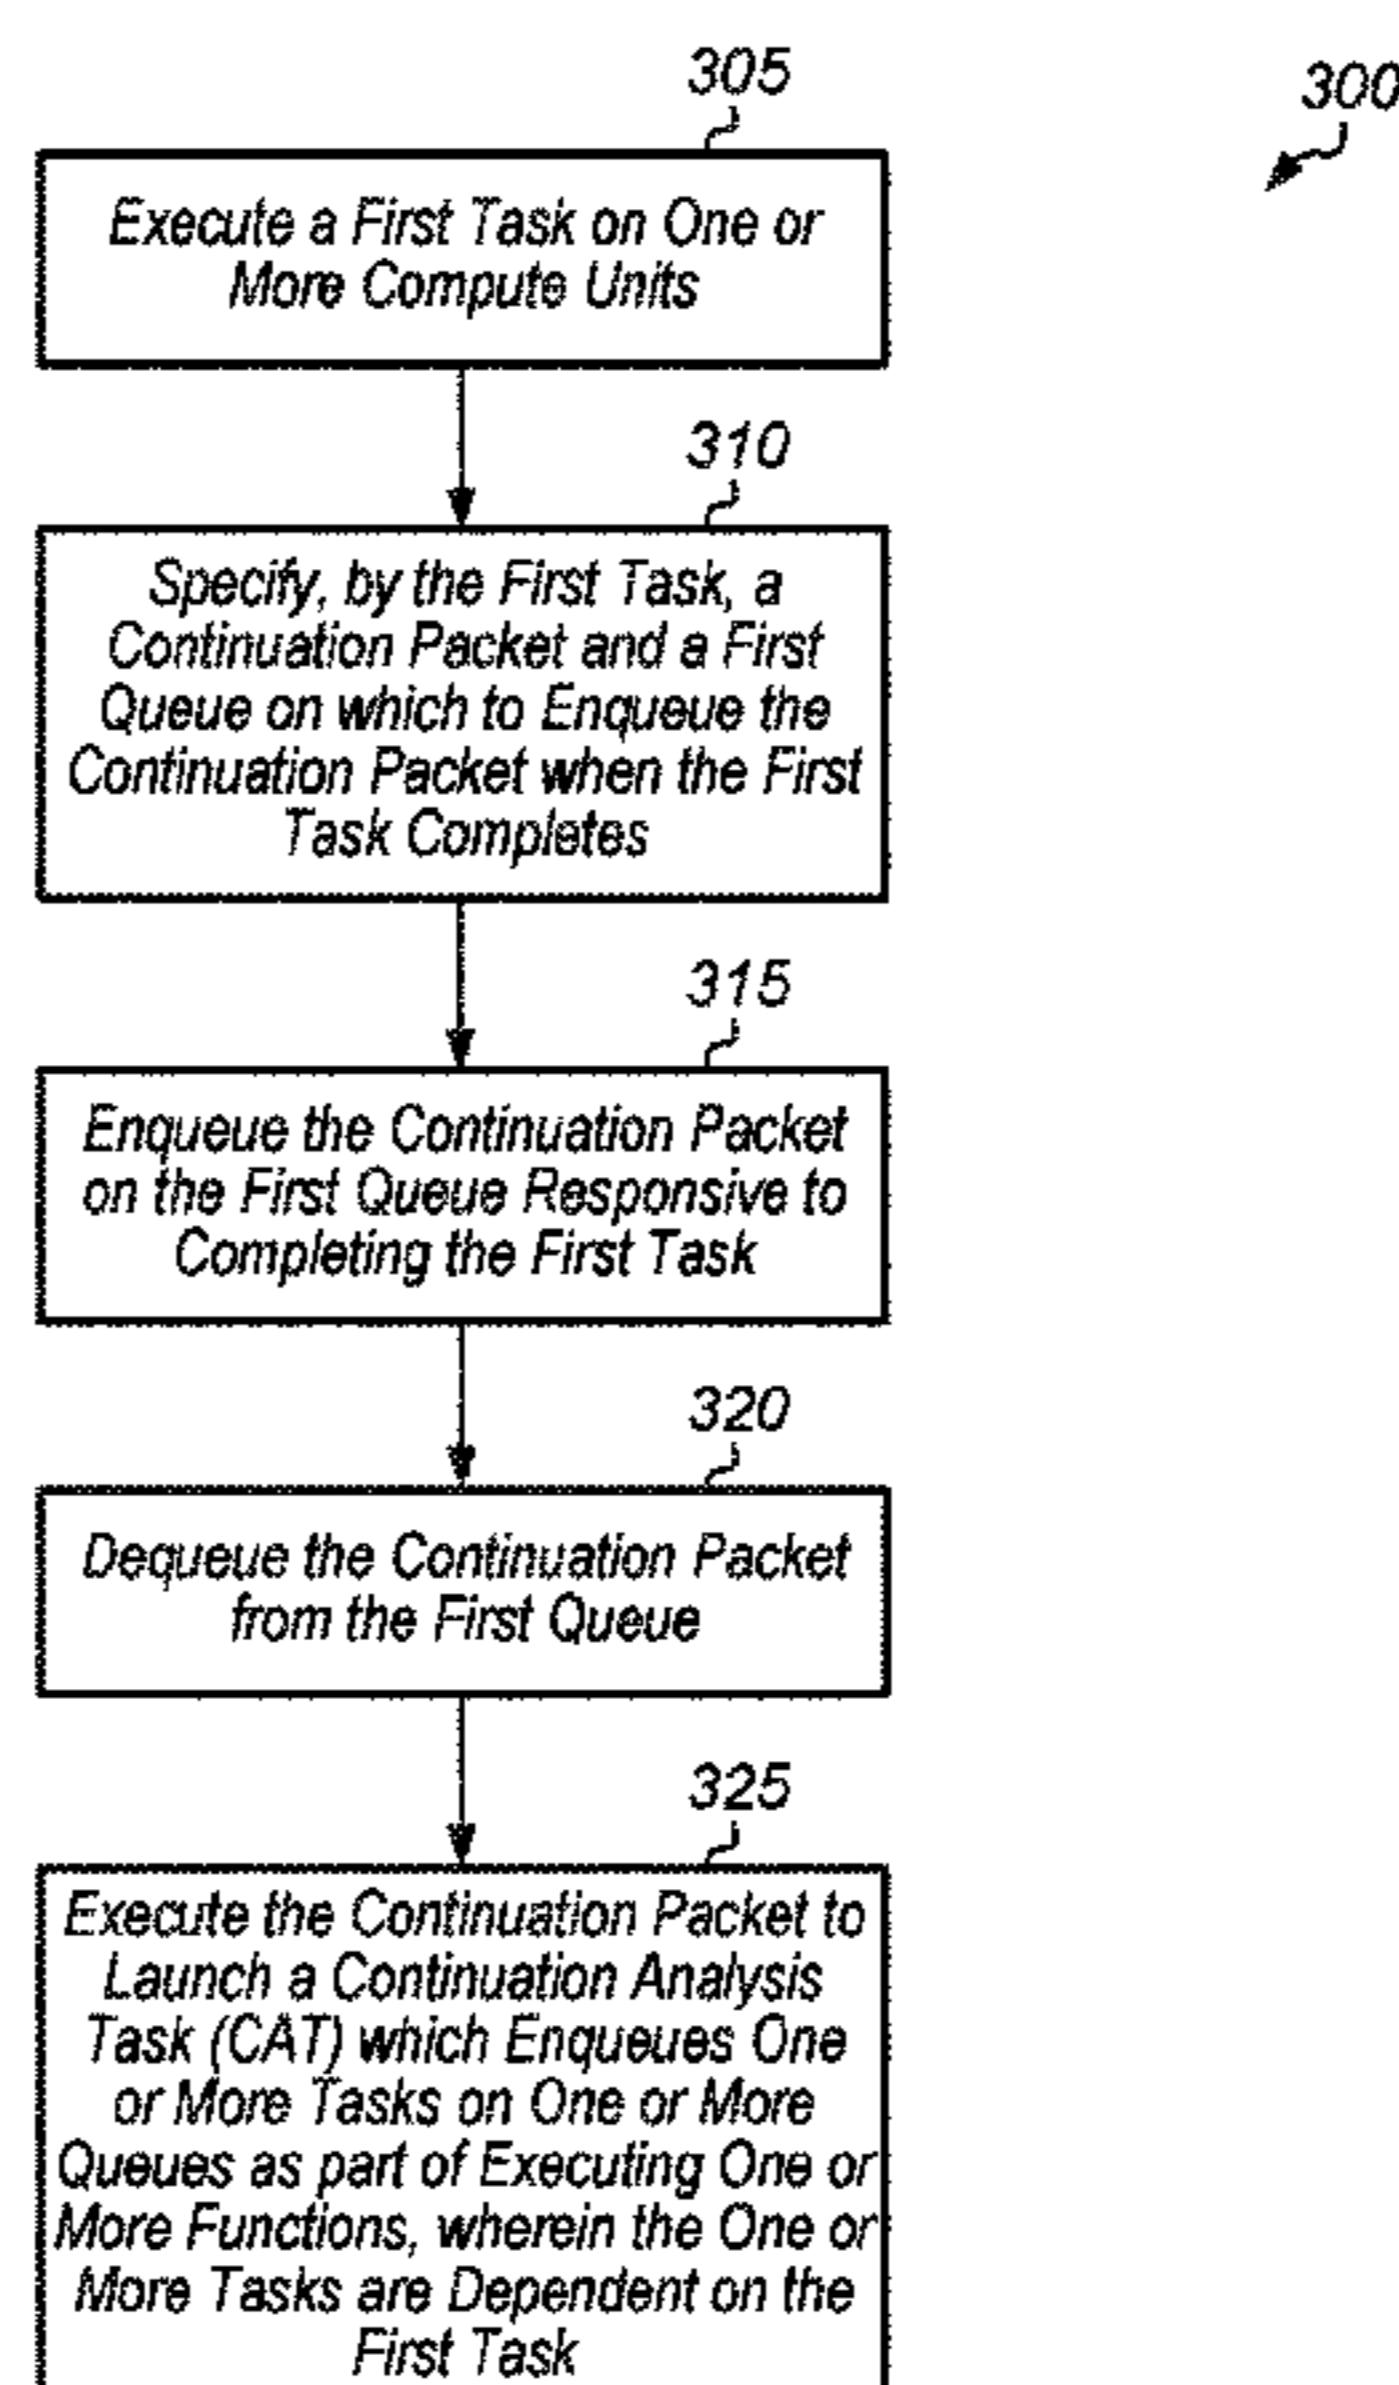 305
300
Execute a First Task on One or
More Compute Units
310
Specify, by the First Task, a
Continuation Packet and a First
Queue on which to Enqueue the
Continuation Packet when the First
Task Completes
315
Enqueue the Continuation Packet
on the First Queue Responsive to
Completing the First Task
320
Dequeue the Continuation Packet
from the First Queue
325
Execute the Continuation Packet to
Launch a Continuation Analysis
Task (CAT) which Enqueues One
or More Tasks on One or More
Queues as part of Executing One or
More Functions, wherein the One or
More Tasks are Dependent on the
First Task